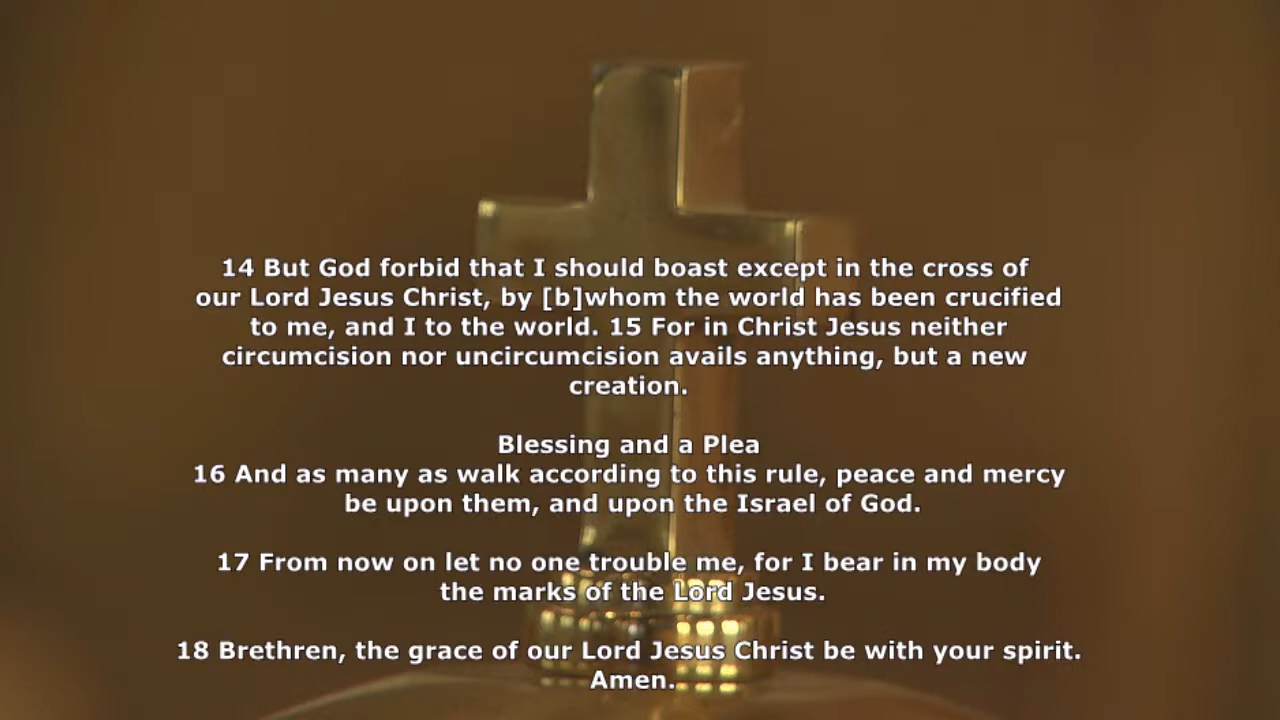 14 But God forbid that I should boast except in the cross of
our Lord Jesus Christ, by [b]whom the world has been crucified
to me, and I to the world. 15 For in Christ Jesus neither
circumcision nor uncircumcision avails anything, but a new
creation.
Blessing and a Plea
16 And as many as walk according to this rule, peace and mercy
be upon them, and upon the Israel of God.
17 From now on let no one trouble me, for I bear in my body
the marks of the Lord Jesus.
18 Brethren, the grace of our Lord Jesus Christ be with your spirit.
Amen.